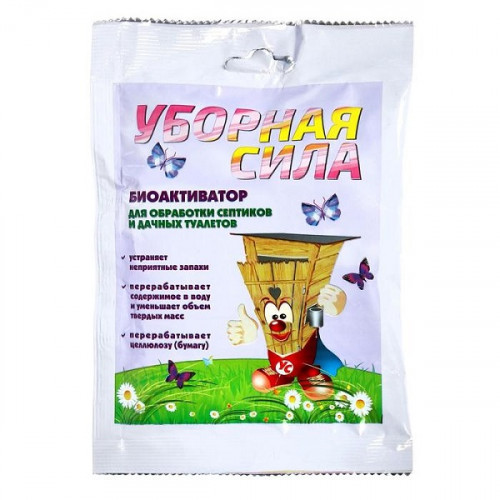 УБОРНАЯ
СИЛА
БИОАКТИВАТОР
ДЛЯ ОБРАБОТКИ СЕПТИКОВ
И ДАЧНЫХ ТУАЛЕТОВ
устраняет
неприятные запахи
перерабатывает
содержимое в воду
и уменьшает объем
твердых масс
перерабатывает
целлюлозу (бумагу)